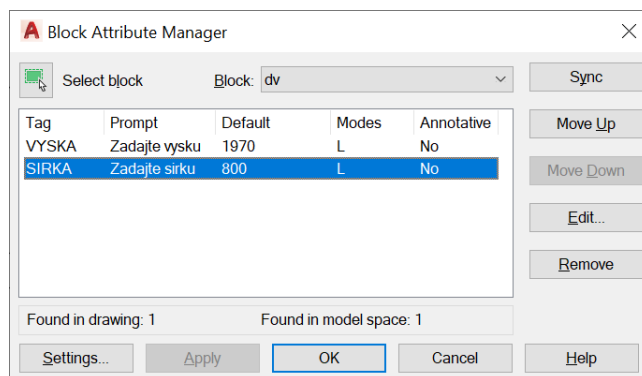 Block Attribute Manager
Select block Block: dv Sync
Tag Prompt Default Modes Annotative Move Up
VYSKA Zadajte vysku 1970 L No
SIRKA Zadajte sirku 800 L No Move Down
Edit...
Remove
Found in drawing: 1 Found in model space: 1
Settings... Apply OK Cancel Help